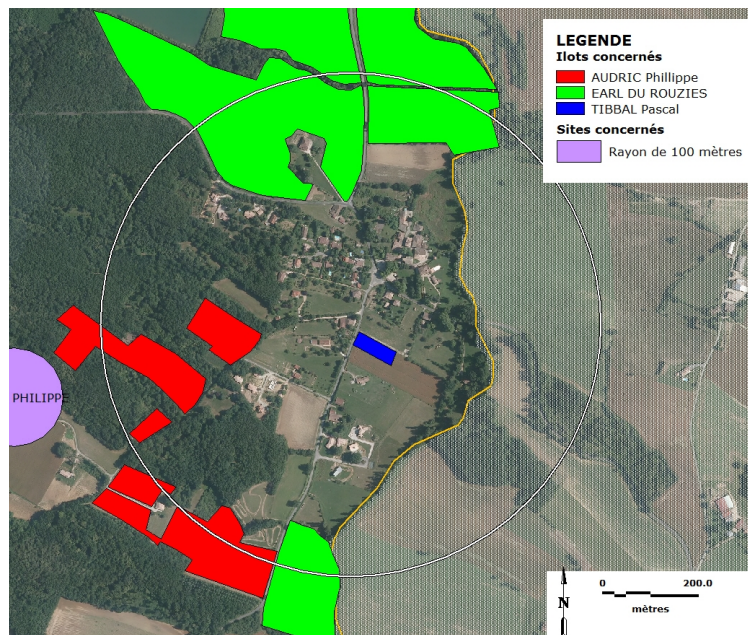 LEGENDE
Ilots concernés
AUDRIC Phillippe
EARL DU ROUZIES
TIBBAL Pascal
Sites concernés
Rayon de 100 mètres
PHILIPPE
0 200.0
N
mètres